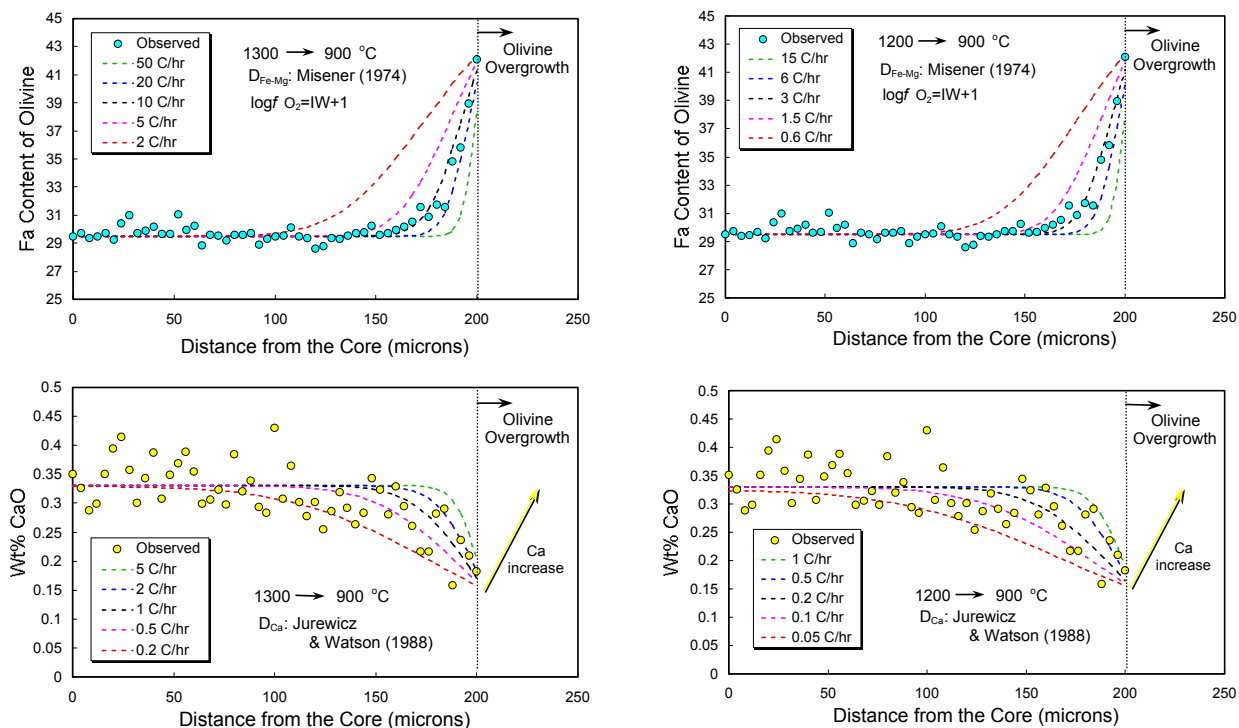 45
43
41
39
37
35
33
31
29
27
25
Fa Content of Olivine
Observed
50 C/hr
20 C/hr
10 C/hr
5 C/hr
2 C/hr
1300 → 900 °C
D_Fe-Mg: Misener (1974)
logf O₂=IW+1
Olivine
Overgrowth
0 50 100 150 200 250
Distance from the Core (microns)
45
43
41
39
37
35
33
31
29
27
25
Fa Content of Olivine
Observed
15 C/hr
6 C/hr
3 C/hr
1.5 C/hr
0.6 C/hr
1200 → 900 °C
D_Fe-Mg: Misener (1974)
logf O₂=IW+1
Olivine
Overgrowth
0 50 100 150 200 250
Distance from the Core (microns)
0.5
0.45
0.4
0.35
0.3
0.25
0.2
0.15
0.1
0.05
0
Wt% CaO
Olivine
Overgrowth
Observed
5 C/hr
2 C/hr
1 C/hr
0.5 C/hr
0.2 C/hr
1300 → 900 °C
D_Ca: Jurewicz
& Watson (1988)
Ca
increase
0 50 100 150 200 250
Distance from the Core (microns)
0.5
0.45
0.4
0.35
0.3
0.25
0.2
0.15
0.1
0.05
0
Wt% CaO
Olivine
Overgrowth
Observed
1 C/hr
0.5 C/hr
0.2 C/hr
0.1 C/hr
0.05 C/hr
1200 → 900 °C
D_Ca: Jurewicz
& Watson (1988)
Ca
increase
0 50 100 150 200 250
Distance from the Core (microns)